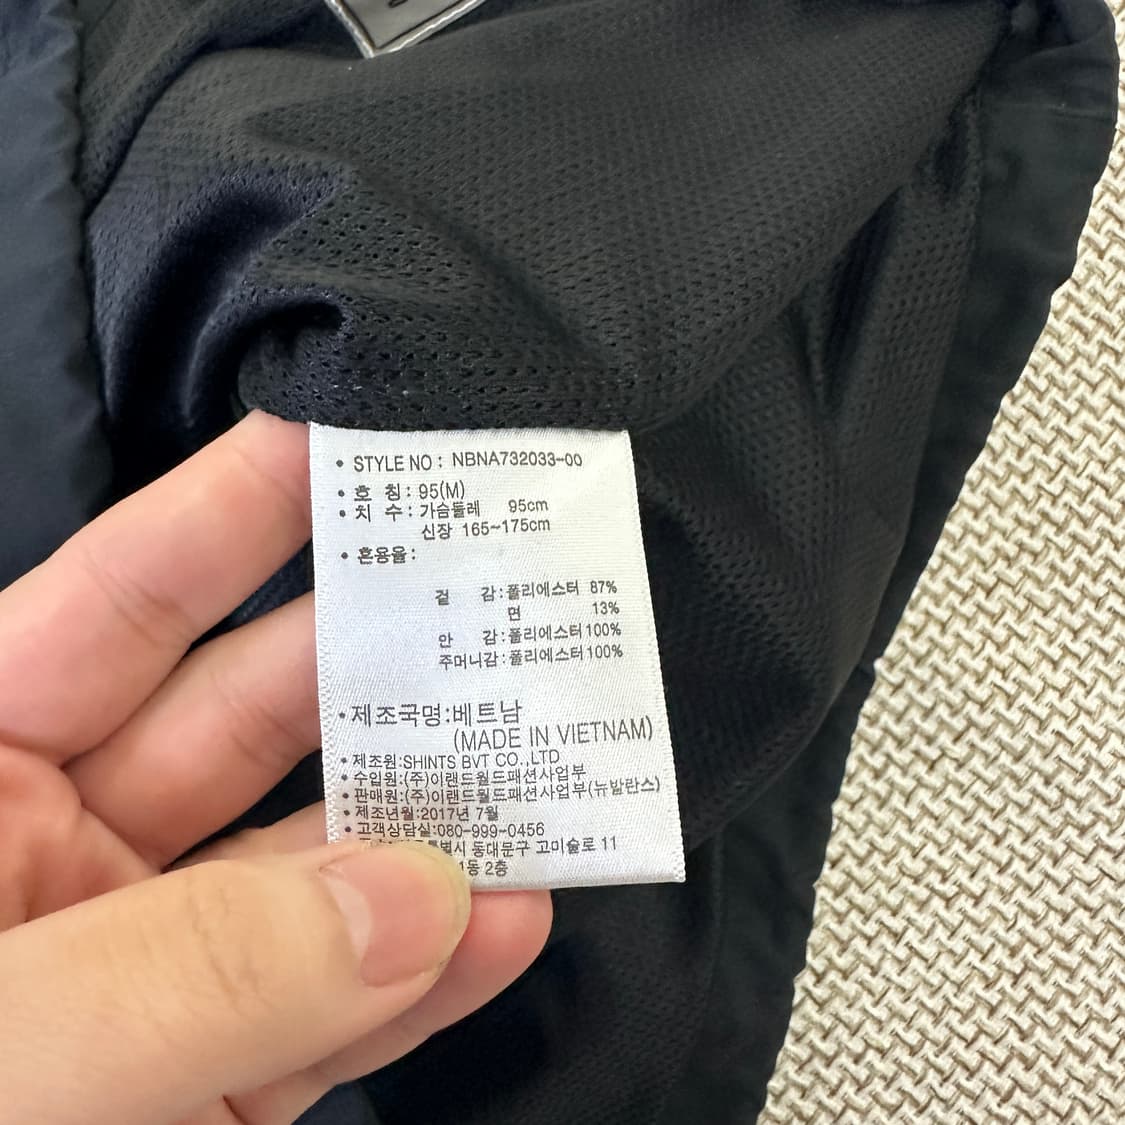 • STYLE NO : NBNA732033-00
• 호 칭 : 95(M)
• 치 수 : 가슴둘레 95cm
신장 165~175cm
• 혼용율 :
겉 감 : 폴리에스터 87%
면 13%
안 감 : 폴리에스터 100%
주머니감 : 폴리에스터 100%
• 제조국명:베트남
(MADE IN VIETNAM)
• 제조원:SHINTS BVT CO.,LTD
• 수입원:(주)이랜드월드패션사업부
• 판매원:(주)이랜드월드패션사업부(뉴발란스)
• 제조년월:2017년 7월
• 고객상담실:080-999-0456
동대문구 고미술로 11
1동 2층